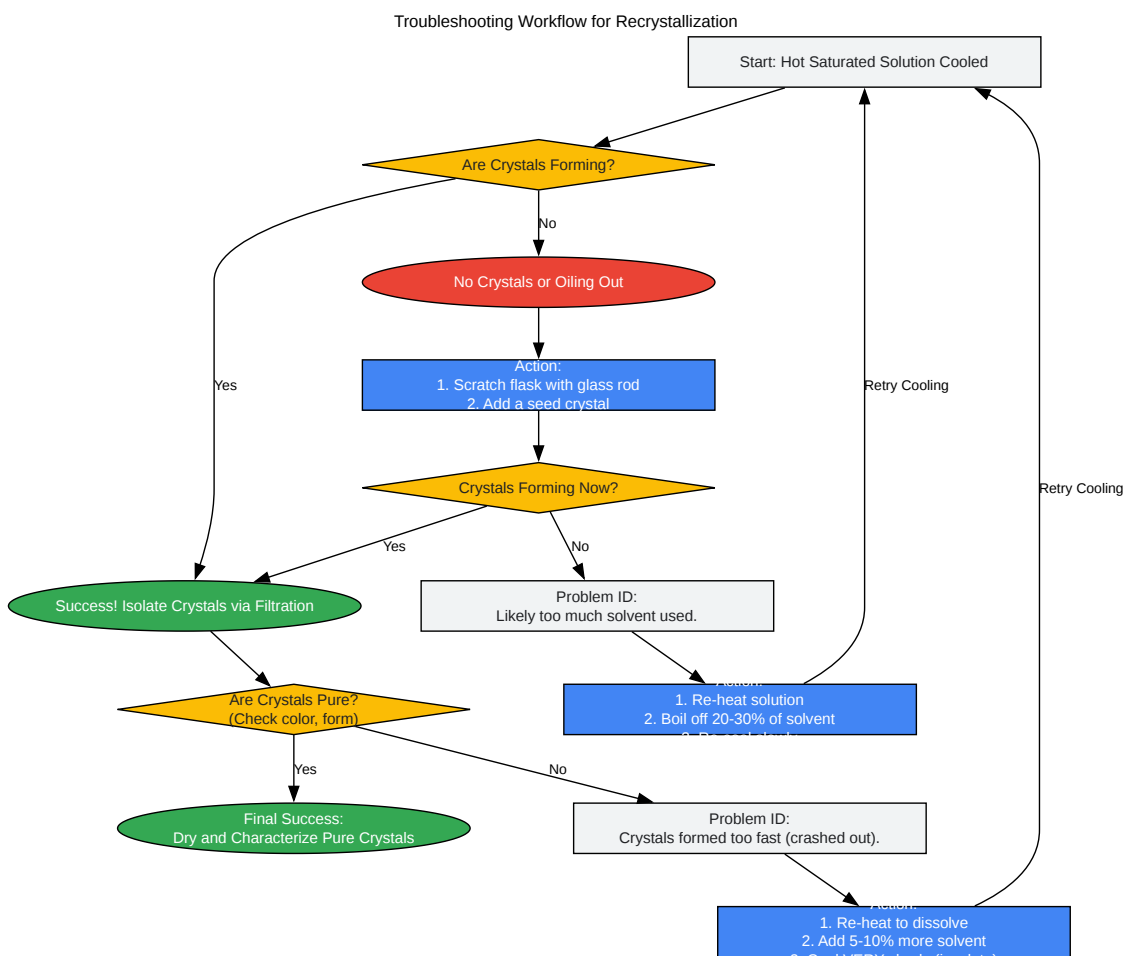 Troubleshooting Workflow for Recrystallization
Start: Hot Saturated Solution Cooled
Are Crystals Forming?
No
No Crystals or Oiling Out
Action:
1. Scratch flask with glass rod
2. Add a seed crystal
Yes
Retry Cooling
Crystals Forming Now?
Retry Cooling
Yes
No
Success! Isolate Crystals via Filtration
Problem ID:
Likely too much solvent used.
Are Crystals Pure?
(Check color, form)
Action:
1. Re-heat solution
2. Boil off 20-30% of solvent
Yes
No
Final Success:
Dry and Characterize Pure Crystals
Problem ID:
Crystals formed too fast (crashed out).
Action:
1. Re-heat to dissolve
2. Add 5-10% more solvent